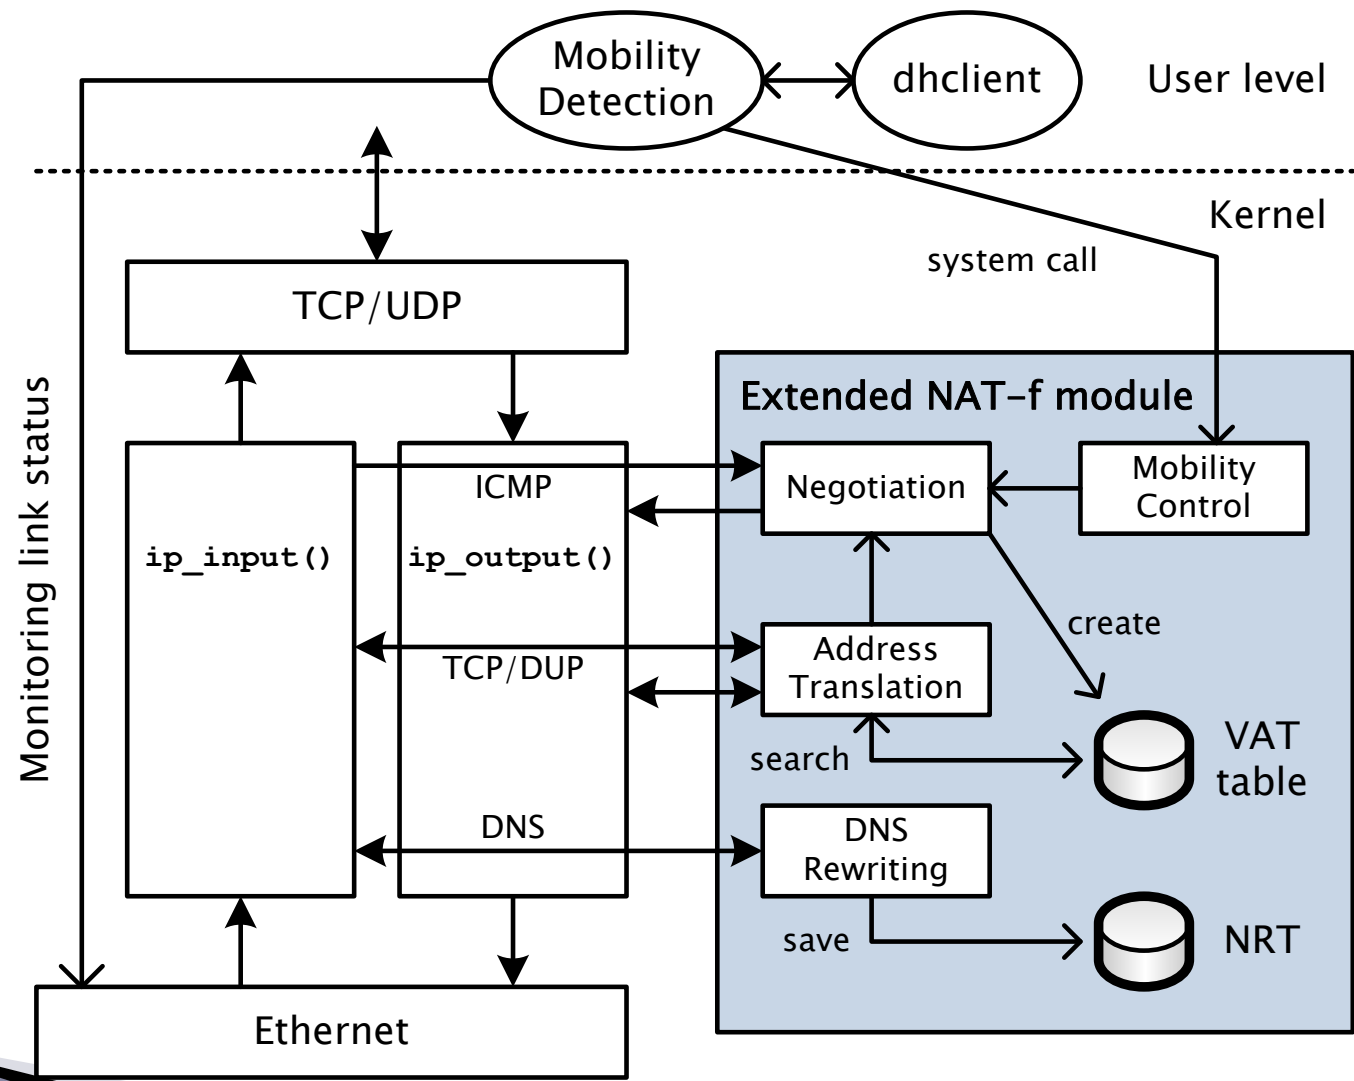 Mobility
Detection
dhclient
User level
Kernel
system call
TCP/UDP
Monitoring link status
Extended NAT-f module
ICMP
Negotiation
Mobility
Control
ip_input()
ip_output()
create
TCP/DUP
Address
Translation
search
VAT
table
DNS
DNS
Rewriting
save
NRT
Ethernet